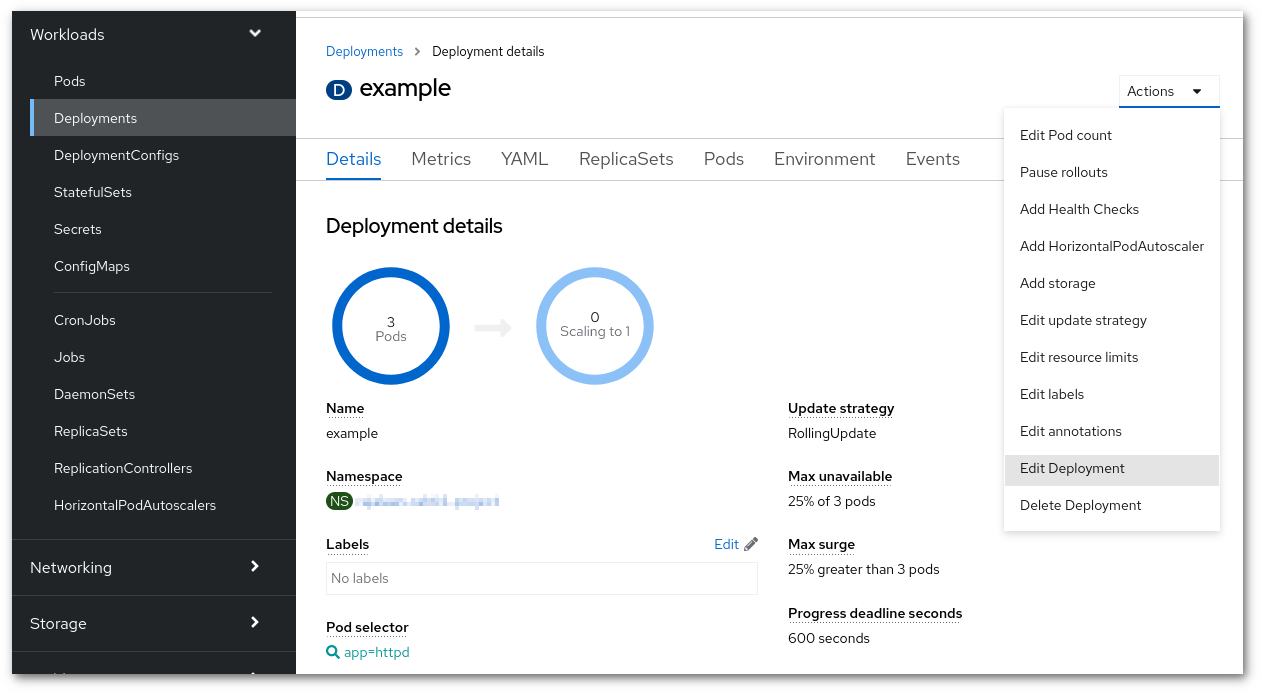 Workloads
Pods
Deployments
DeploymentConfigs
StatefulSets
Secrets
ConfigMaps
CronJobs
Jobs
DaemonSets
ReplicaSets
ReplicationControllers
HorizontalPodAutoscalers
Networking
Storage
Deployments > Deployment details
D example
Actions
Edit Pod count
Pause rollouts
Add Health Checks
Add HorizontalPodAutoscaler
Add storage
Edit update strategy
Edit resource limits
Edit labels
Edit annotations
Edit Deployment
Delete Deployment
Details Metrics YAML ReplicaSets Pods Environment Events
Deployment details
3
Pods
0
Scaling to 1
Name
example
Namespace
NS
Labels Edit
No labels
Pod selector
app=httpd
Update strategy
RollingUpdate
Max unavailable
25% of 3 pods
Max surge
25% greater than 3 pods
Progress deadline seconds
600 seconds